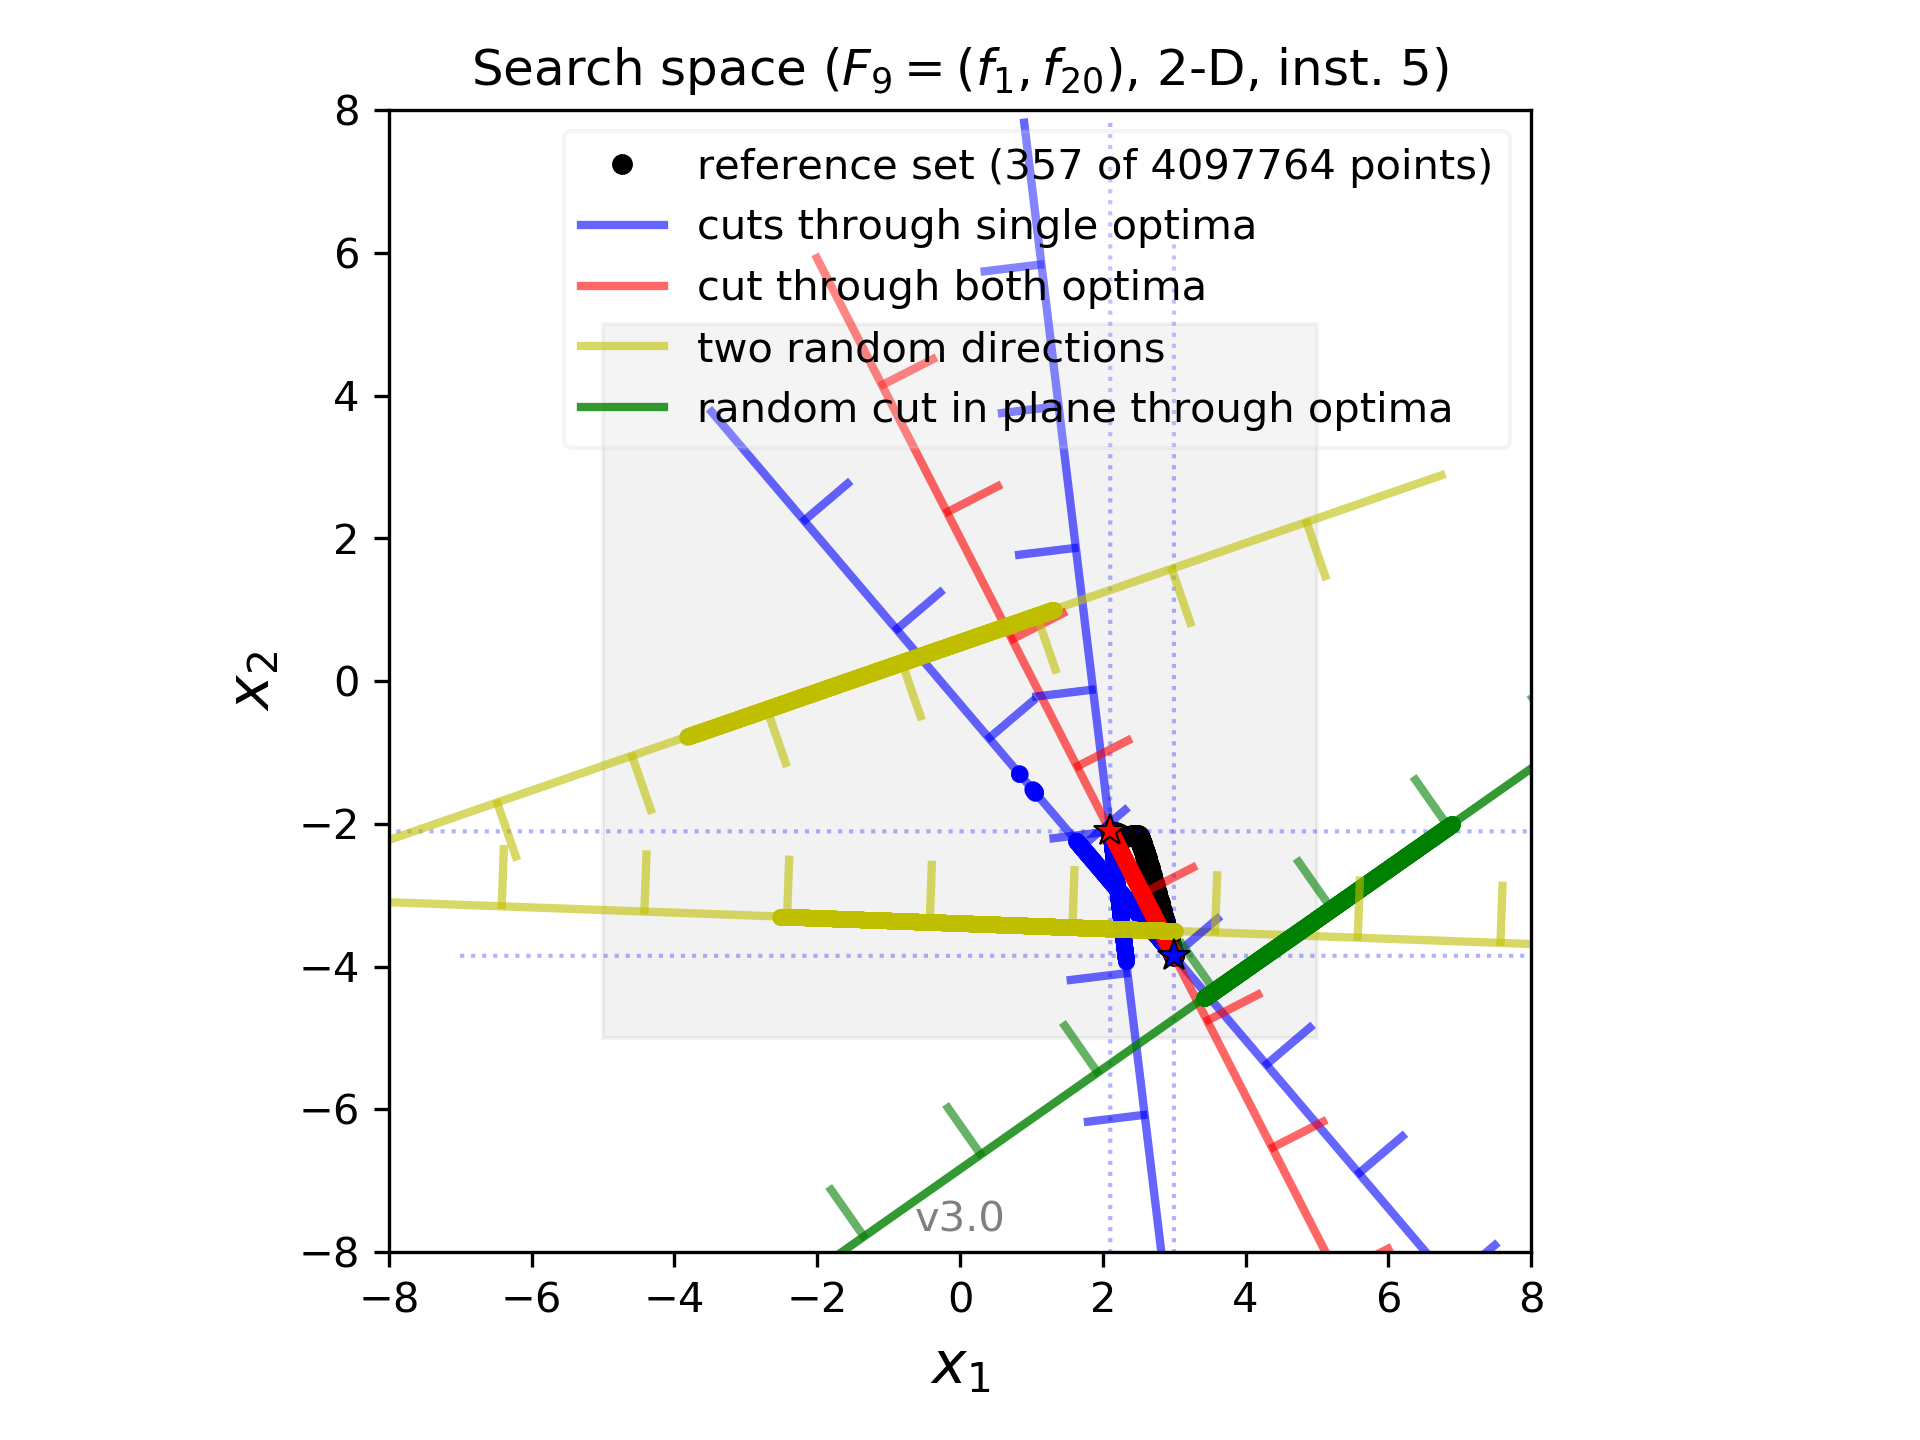 Search space (F₉ = (f₁, f₂₀), 2-D, inst. 5)
reference set (357 of 4097764 points)
cuts through single optima
cut through both optima
two random directions
random cut in plane through optima
8
6
4
2
0
−2
−4
−6
−8
x₂
v3.0
−8 −6 −4 −2 0 2 4 6 8
x₁